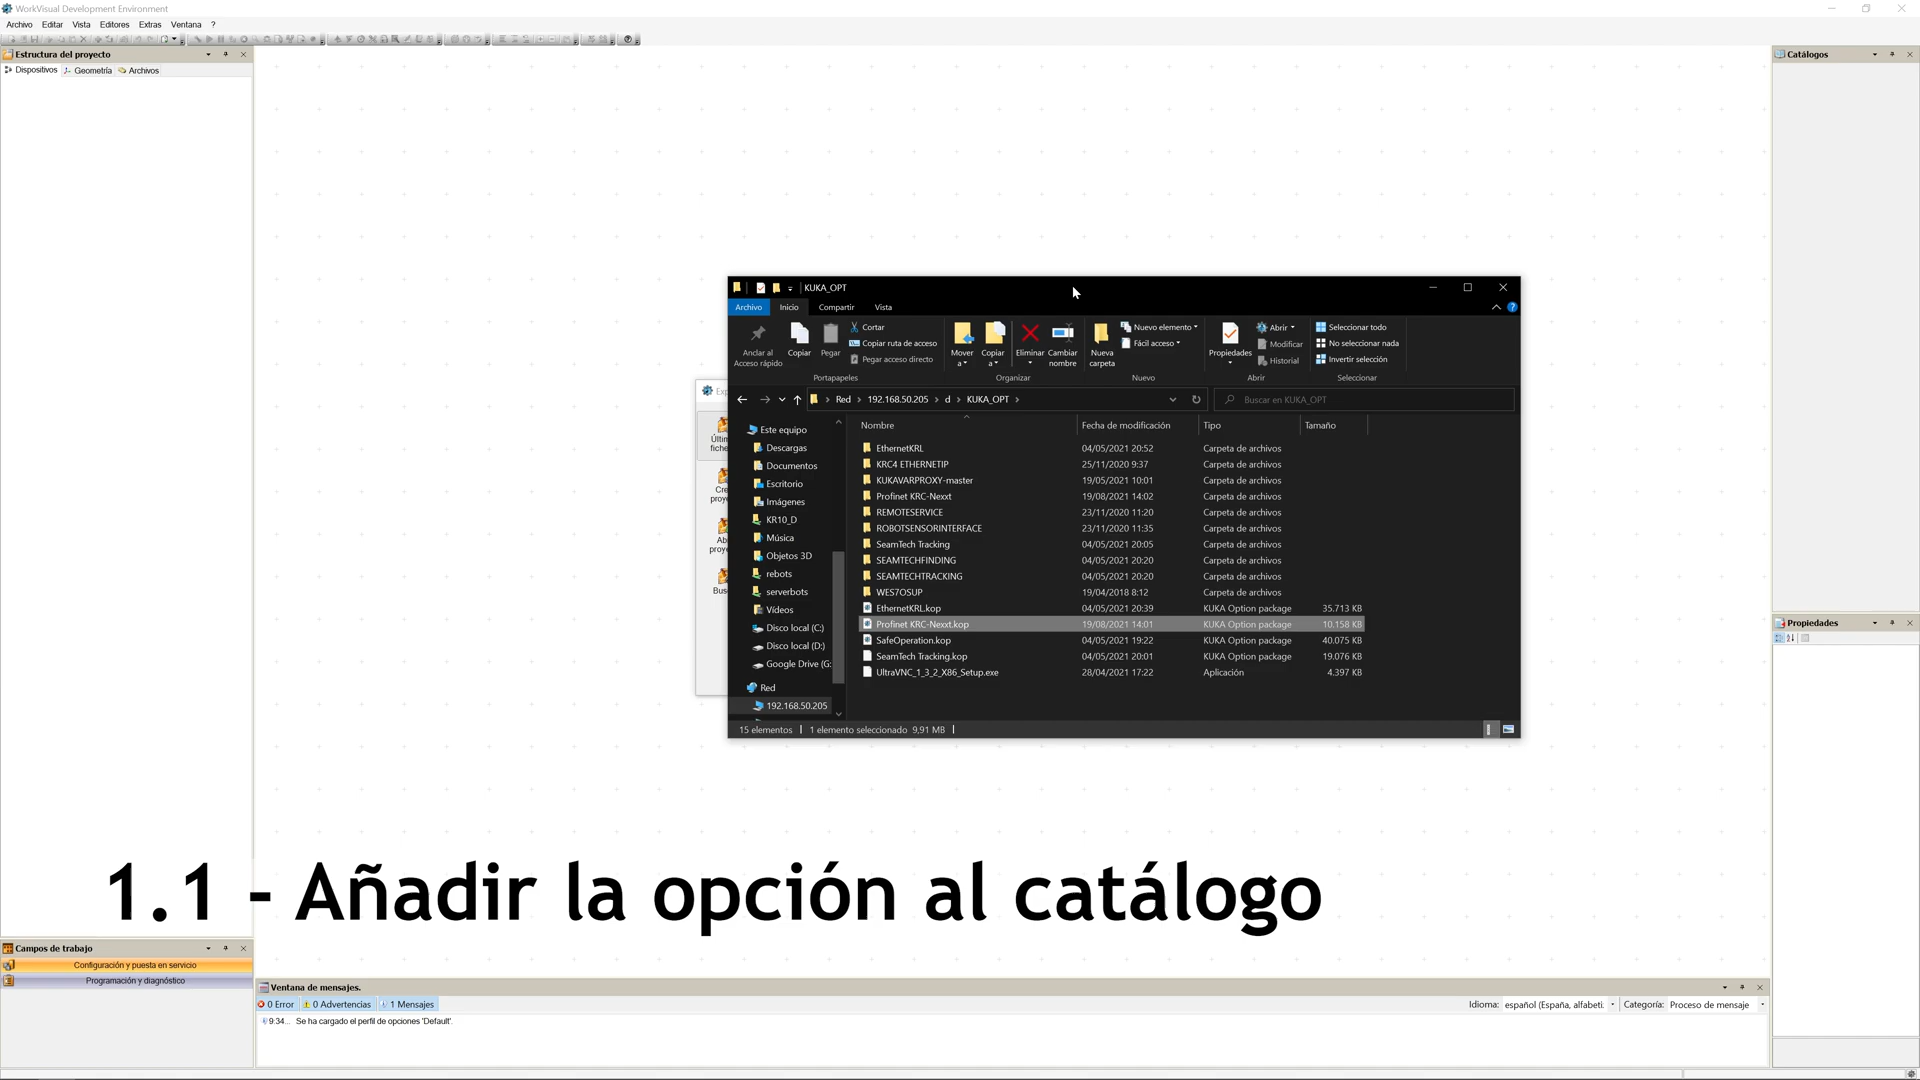 WorkVisual Development Environment
Archivo Editar Vista Editores Extras Ventana ?
Estructura del proyecto
Dispositivos Geometría Archivos
Catálogos
KUKA_OPT
Archivo Inicio Compartir Vista
Anclar al Acceso rápido
Copiar
Pegar
Cortar
Copiar ruta de acceso
Pegar acceso directo
Portapapeles
Mover a
Copiar a
Eliminar
Cambiar nombre
Organizar
Nueva carpeta
Nuevo elemento
Fácil acceso
Nuevo
Propiedades
Abrir
Modificar
Historial
Abrir
Seleccionar todo
No seleccionar nada
Invertir selección
Seleccionar
Red 192.168.50.205 d KUKA_OPT
Buscar en KUKA_OPT
Este equipo
Descargas
Documentos
Escritorio
Imágenes
KR10_D
Música
Objetos 3D
rebots
serverbots
Vídeos
Disco local (C:)
Disco local (D:)
Google Drive (G:
Red
192.168.50.205
Nombre Fecha de modificación Tipo Tamaño
EthernetKRL 04/05/2021 20:52 Carpeta de archivos
KRC4 ETHERNETIP 25/11/2020 9:37 Carpeta de archivos
KUKAVARPROXY-master 19/05/2021 10:01 Carpeta de archivos
Profinet KRC-Nexxt 19/08/2021 14:02 Carpeta de archivos
REMOTESERVICE 23/11/2020 11:20 Carpeta de archivos
ROBOTSENSORINTERFACE 23/11/2020 11:35 Carpeta de archivos
SeamTech Tracking 04/05/2021 20:05 Carpeta de archivos
SEAMTECHFINDING 04/05/2021 20:20 Carpeta de archivos
SEAMTECHTRACKING 04/05/2021 20:20 Carpeta de archivos
WES7OSUP 19/04/2018 8:12 Carpeta de archivos
EthernetKRL.kop 04/05/2021 20:39 KUKA Option package 35.713 KB
Profinet KRC-Nexxt.kop 19/08/2021 14:01 KUKA Option package 10.158 KB
SafeOperation.kop 04/05/2021 19:22 KUKA Option package 40.075 KB
SeamTech Tracking.kop 04/05/2021 20:01 KUKA Option package 19.076 KB
UltraVNC_1_3_2_X86_Setup.exe 28/04/2021 17:22 Aplicación 4.397 KB
15 elementos 1 elemento seleccionado 9,91 MB
Propiedades
1.1 - Añadir la opción al catálogo
Campos de trabajo
Configuración y puesta en servicio
Programación y diagnóstico
Ventana de mensajes.
0 Error 0 Advertencias 1 Mensajes
Idioma: español (España, alfabeti: Categoría: Proceso de mensaje
9:34... Se ha cargado el perfil de opciones 'Default'.